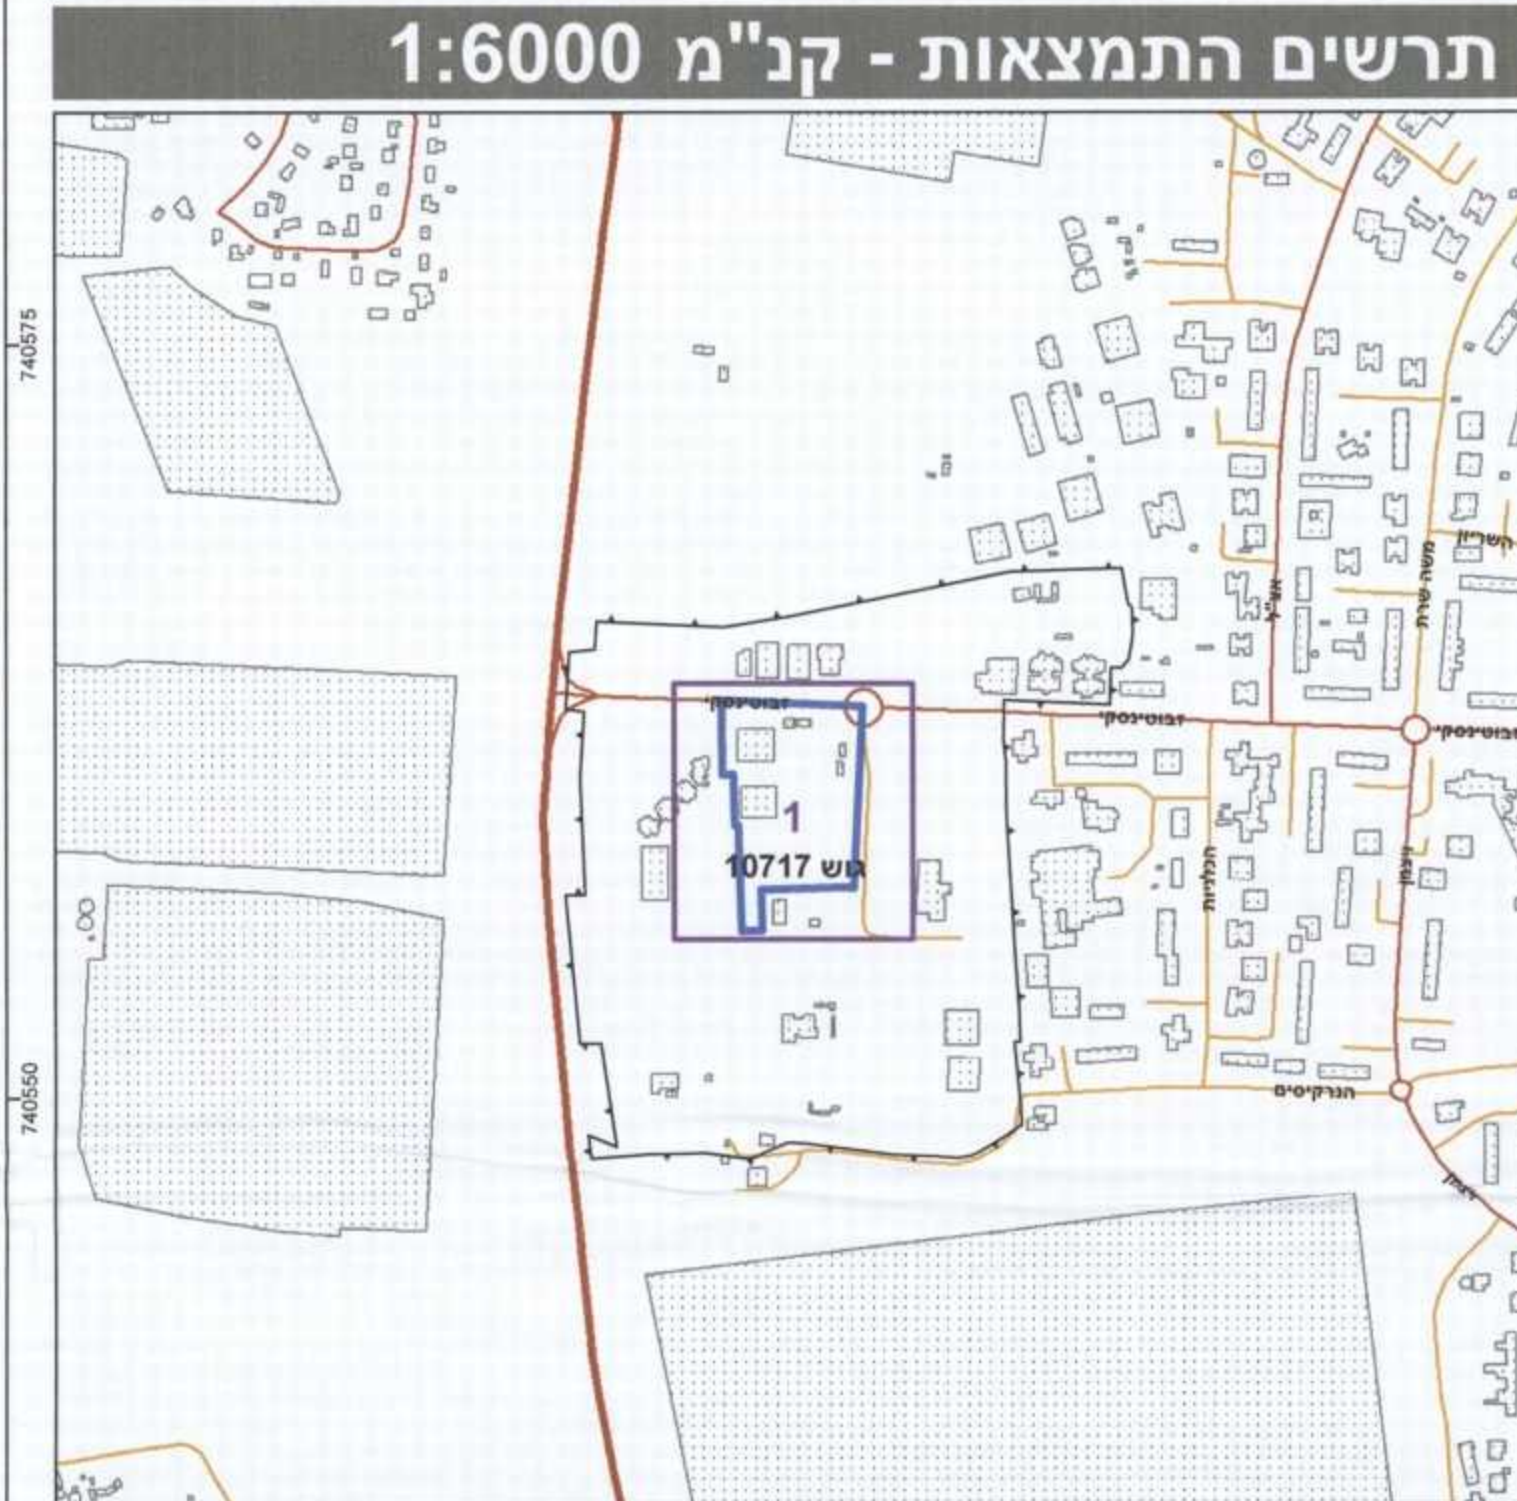 תרשים התמצאות - קנ"מ 1:6000
740575
השריון
משה שרת
אצ"ל
ז'בוטינסקי
ז'בוטינסקי
ז'בוטינסקי
1
גוש 10717
הכלניות
ויצמן
740550
הנרקיסים
ויצמן